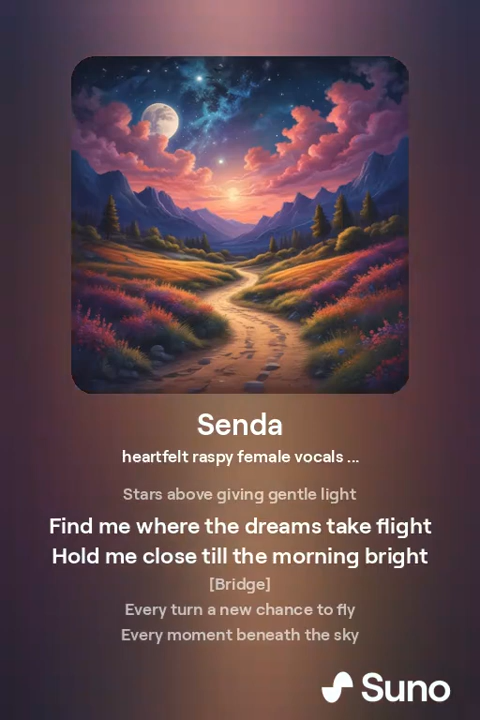 Senda
heartfelt raspy female vocals ...
Stars above giving gentle light
Find me where the dreams take flight
Hold me close till the morning bright
[Bridge]
Every turn a new chance to fly
Every moment beneath the sky
Suno